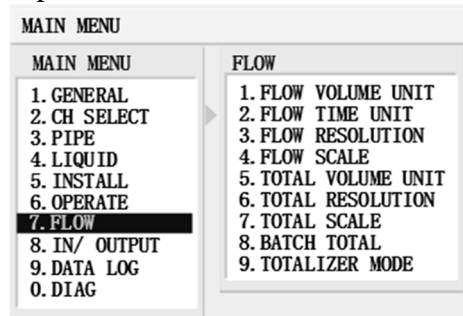 MAIN MENU
MAIN MENU
1. GENERAL
2. CH SELECT
3. PIPE
4. LIQUID
5. INSTALL
6. OPERATE
7. FLOW
8. IN/ OUTPUT
9. DATA LOG
0. DIAG
FLOW
1. FLOW VOLUME UNIT
2. FLOW TIME UNIT
3. FLOW RESOLUTION
4. FLOW SCALE
5. TOTAL VOLUME UNIT
6. TOTAL RESOLUTION
7. TOTAL SCALE
8. BATCH TOTAL
9. TOTALIZER MODE